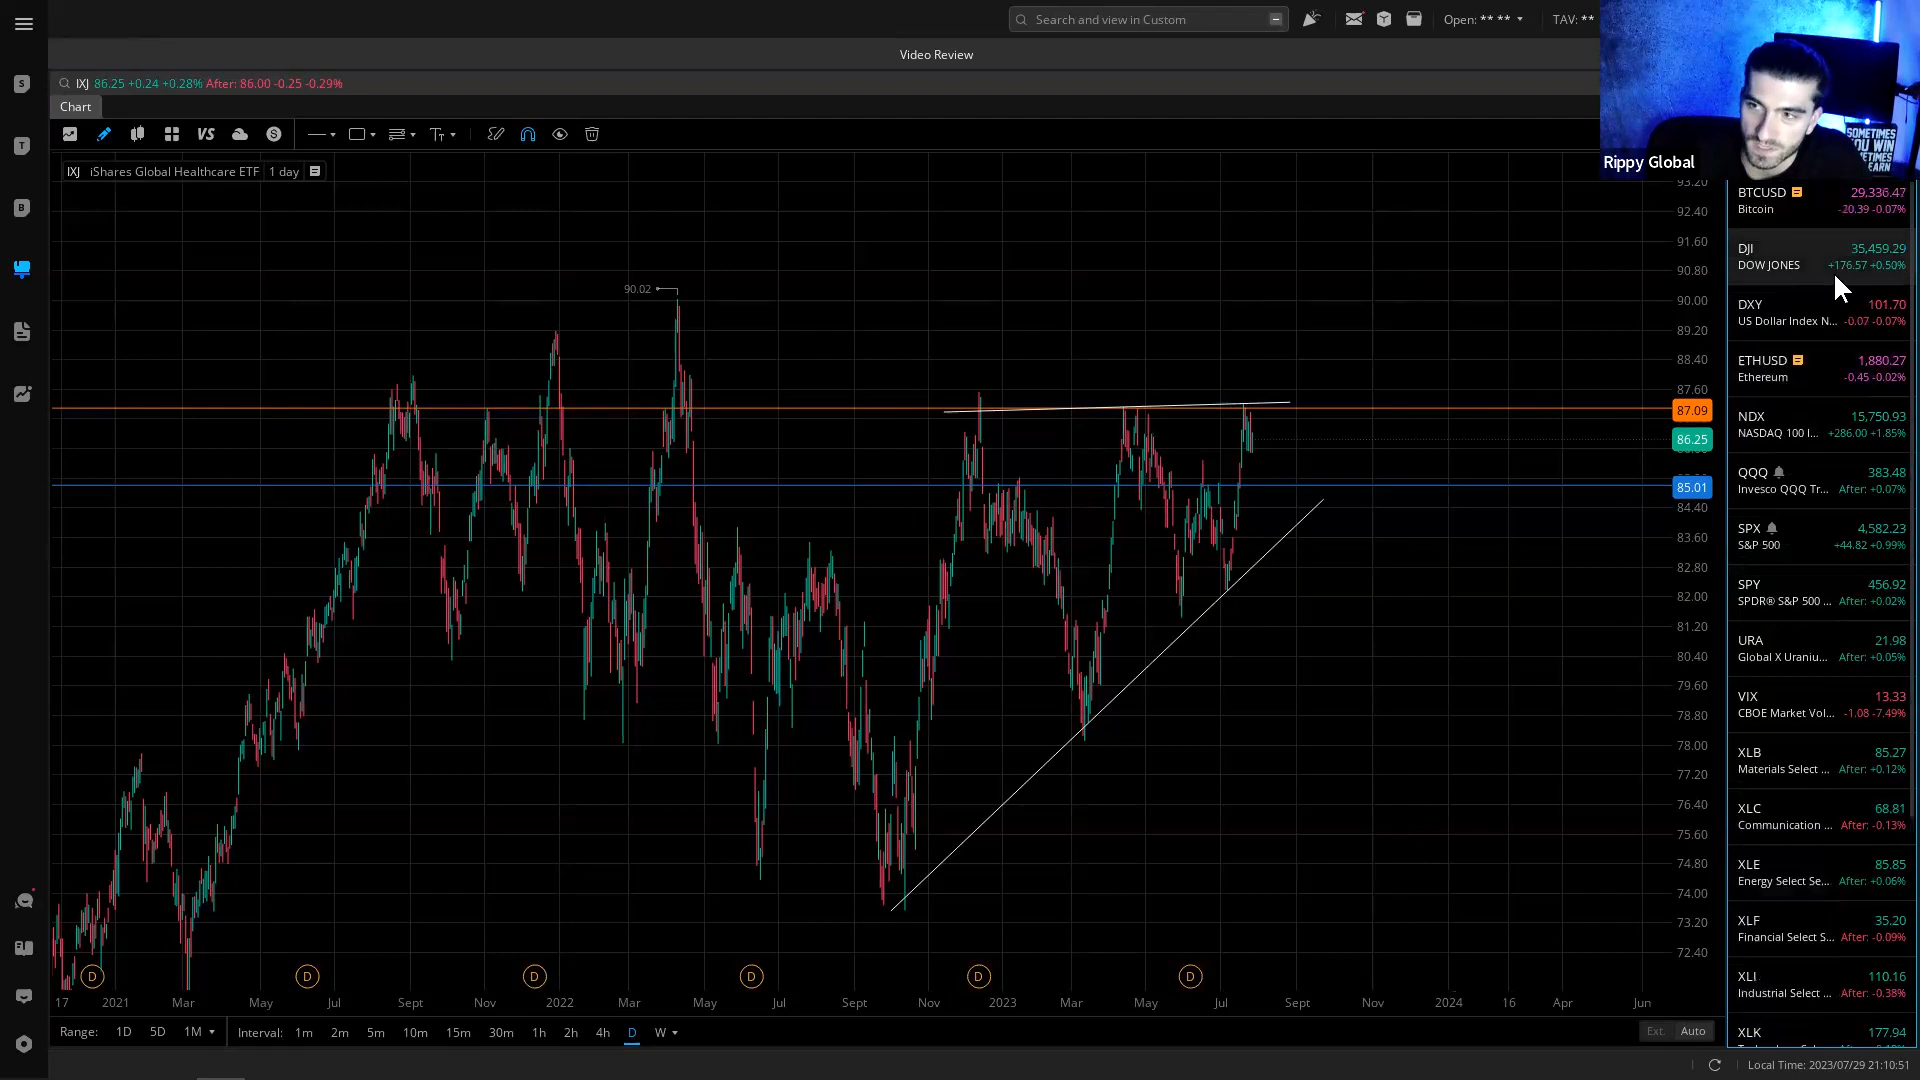 Search and view in Custom
Open: ** **
TAV: **
Video Review
IXJ 86.25 +0.24 +0.28% After: 86.00 -0.25 -0.29%
Chart
VS
S
IXJ iShares Global Healthcare ETF 1 day
S
T
B
Rippy Global
SOMETIMES
YOU WIN
93.20
92.40
91.60
90.80
90.00
89.20
88.40
87.60
87.09
86.25
85.01
84.40
83.60
82.80
82.00
81.20
80.40
79.60
78.80
78.00
77.20
76.40
75.60
74.80
74.00
73.20
72.40
90.02
D D D D D D
17 2021 Mar May Jul Sept Nov 2022 Mar May Jul Sept Nov 2023 Mar May Jul Sept Nov 2024 16 Apr Jun
Range: 1D 5D 1M Interval: 1m 2m 5m 10m 15m 30m 1h 2h 4h D W
Ext. Auto
BTCUSD 29,336.47
Bitcoin -20.39 -0.07%
DJI 35,459.29
DOW JONES +176.57 +0.50%
DXY 101.70
US Dollar Index N... -0.07 -0.07%
ETHUSD 1,880.27
Ethereum -0.45 -0.02%
NDX 15,750.93
NASDAQ 100 I... +286.00 +1.85%
QQQ 383.48
Invesco QQQ Tr... After: +0.07%
SPX 4,582.23
S&P 500 +44.82 +0.99%
SPY 456.92
SPDR® S&P 500 ... After: +0.02%
URA 21.98
Global X Uraniu... After: +0.05%
VIX 13.33
CBOE Market Vol... -1.08 -7.49%
XLB 85.27
Materials Select ... After: +0.12%
XLC 68.81
Communication ... After: -0.13%
XLE 85.85
Energy Select Se... After: +0.06%
XLF 35.20
Financial Select S... After: -0.09%
XLI 110.16
Industrial Select ... After: -0.38%
XLK 177.94
Local Time: 2023/07/29 21:10:51